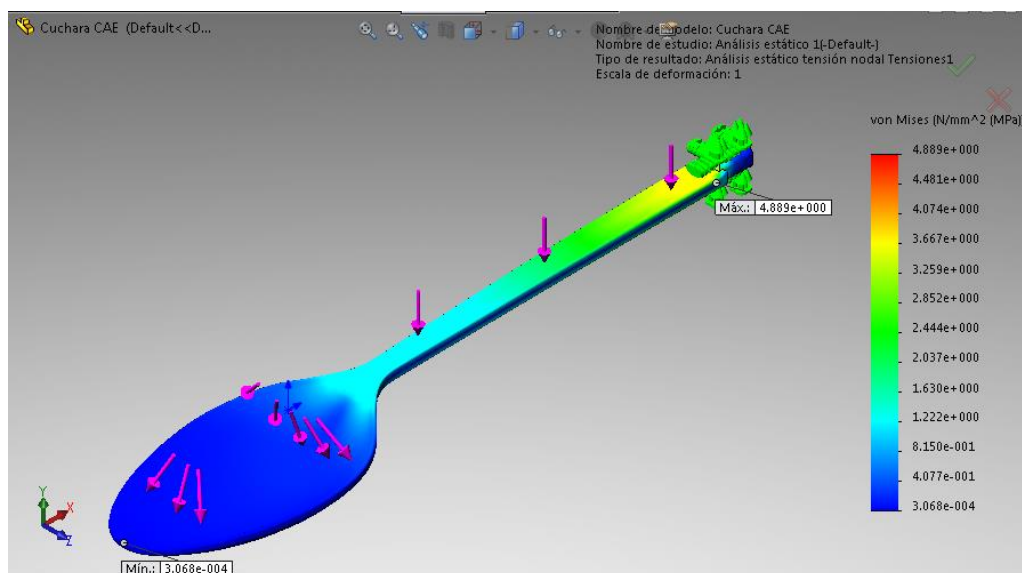 Cuchara CAE (Default<<D...
Nombre de modelo: Cuchara CAE
Nombre de estudio: Análisis estático 1(-Default-)
Tipo de resultado: Análisis estático tensión nodal Tensiones1
Escala de deformación: 1
von Mises (N/mm^2 (MPa)
4.889e+000
4.481e+000
4.074e+000
3.667e+000
3.259e+000
2.852e+000
2.444e+000
2.037e+000
1.630e+000
1.222e+000
8.150e-001
4.077e-001
3.068e-004
Máx.: 4.889e+000
Y
X
Z
Mín.: 3.068e-004